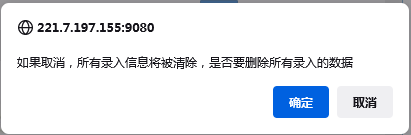 221.7.197.155:9080
如果取消，所有录入信息将被清除，是否要删除所有录入的数据
确定
取消